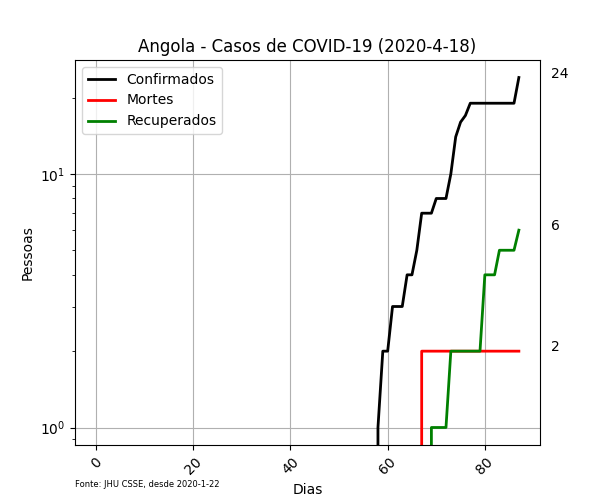 Angola - Casos de COVID-19 (2020-4-18)
Confirmados
Mortes
Recuperados
24
6
2
10¹
10⁰
Pessoas
0
20
40
60
80
Dias
Fonte: JHU CSSE, desde 2020-1-22